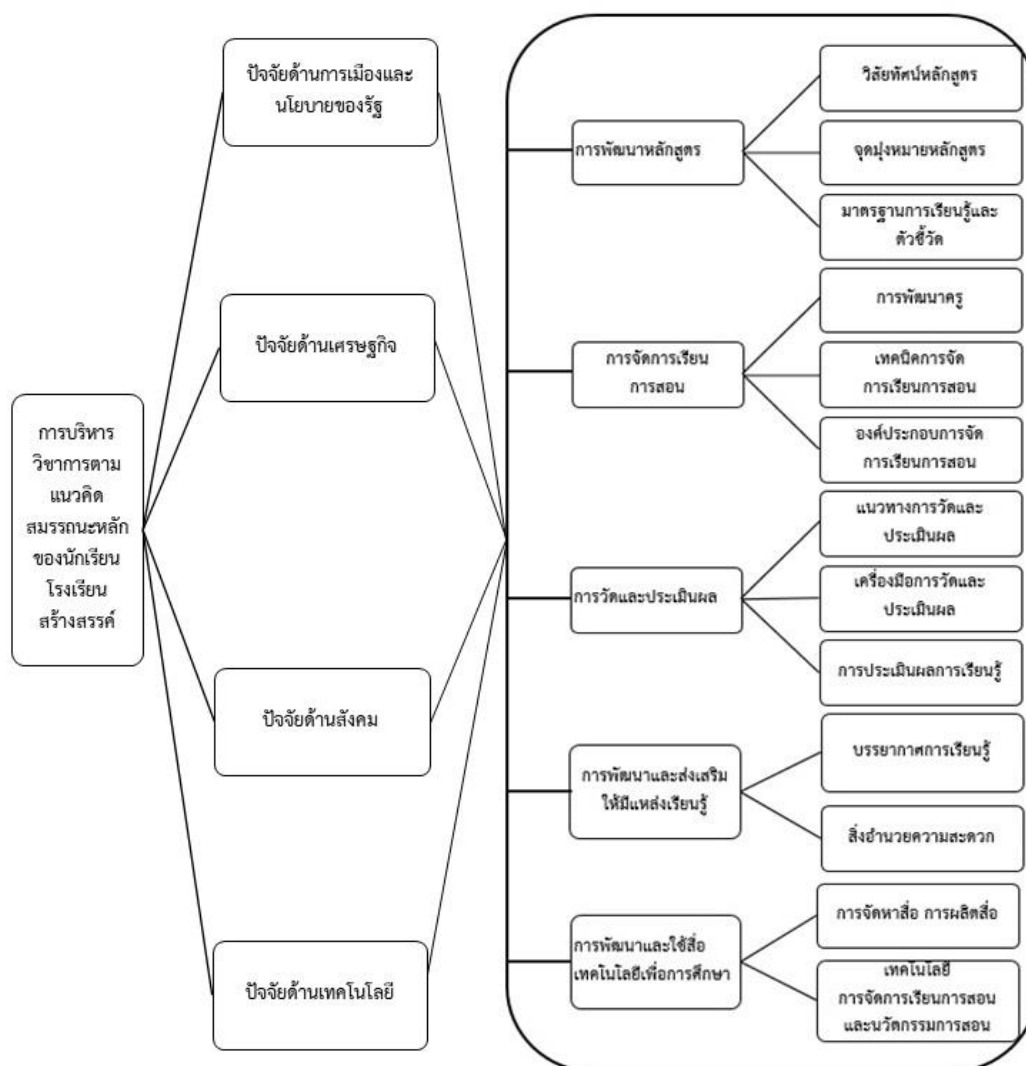 การบริหาร
วิชาการตาม
แนวคิด
สมรรถนะหลัก
ของนักเรียน
โรงเรียน
สร้างสรรค์
ปัจจัยด้านการเมืองและ
นโยบายของรัฐ
ปัจจัยด้านเศรษฐกิจ
ปัจจัยด้านสังคม
ปัจจัยด้านเทคโนโลยี
การพัฒนาหลักสูตร
วิสัยทัศน์หลักสูตร
จุดมุ่งหมายหลักสูตร
มาตรฐานการเรียนรู้และ
ตัวชี้วัด
การจัดการเรียน
การสอน
การพัฒนาครู
เทคนิคการจัด
การเรียนการสอน
องค์ประกอบการจัด
การเรียนการสอน
การวัดและประเมินผล
แนวทางการวัดและ
ประเมินผล
เครื่องมือการวัดและ
ประเมินผล
การประเมินผลการเรียนรู้
การพัฒนาและส่งเสริม
ให้มีแหล่งเรียนรู้
บรรยากาศการเรียนรู้
สิ่งอำนวยความสะดวก
การพัฒนาและใช้สื่อ
เทคโนโลยีเพื่อการศึกษา
การจัดหาสื่อ การผลิตสื่อ
เทคโนโลยี
การจัดการเรียนการสอน
และนวัตกรรมการสอน